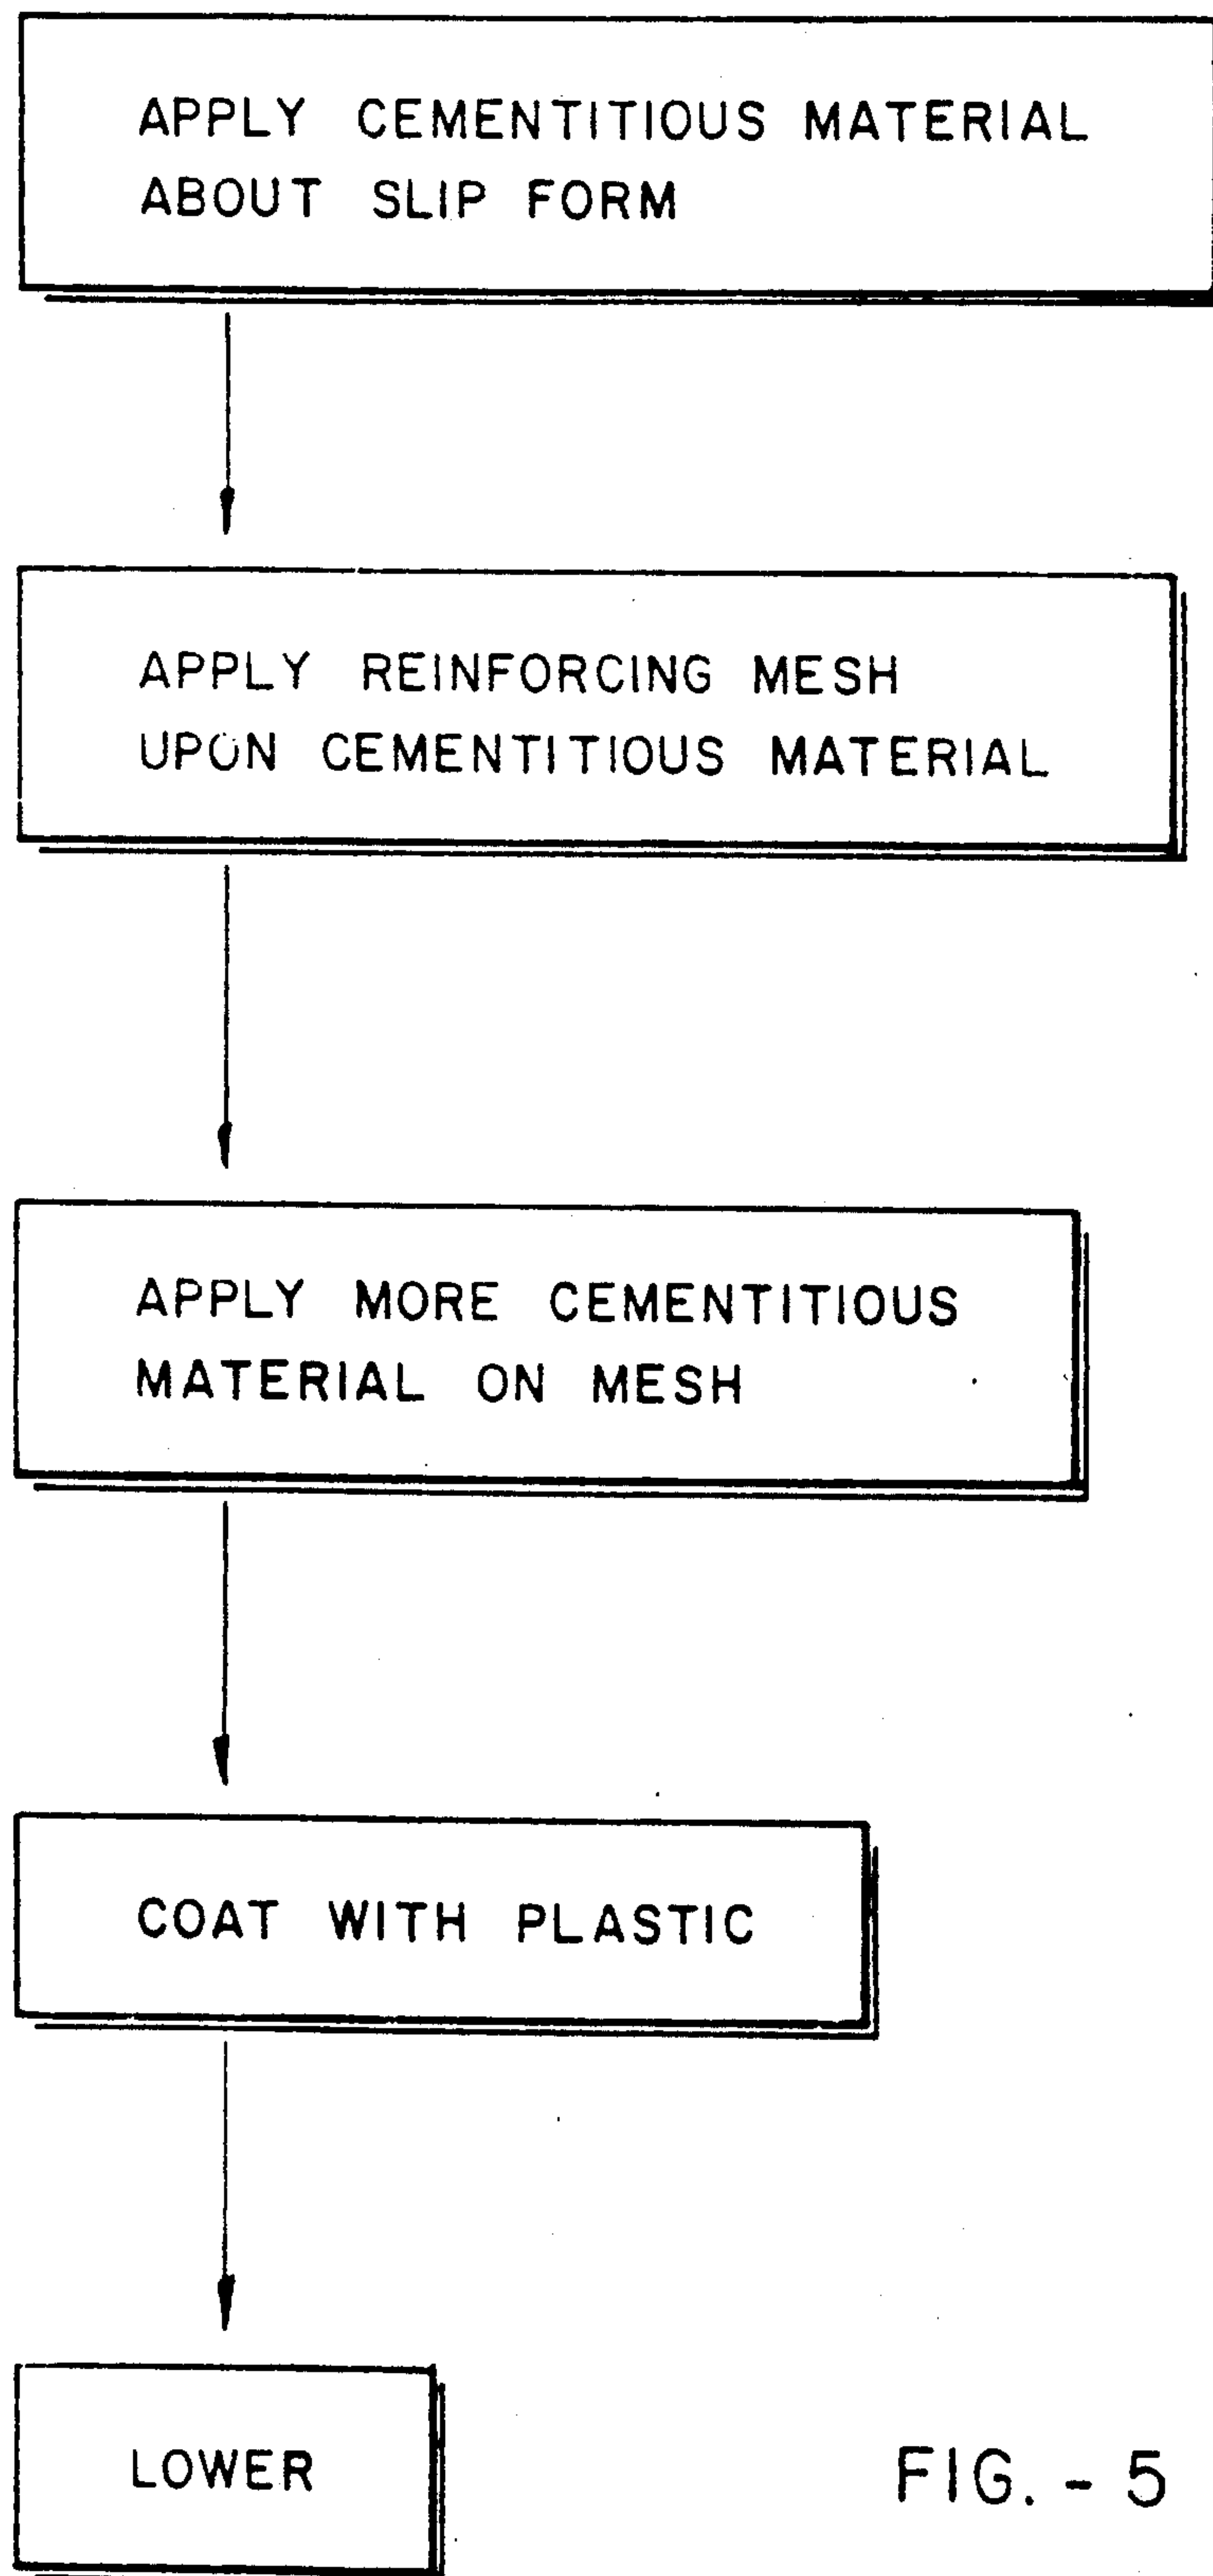 APPLY CEMENTITIOUS MATERIAL
ABOUT SLIP FORM
APPLY REINFORCING MESH
UPON CEMENTITIOUS MATERIAL
APPLY MORE CEMENTITIOUS
MATERIAL ON MESH
COAT WITH PLASTIC
LOWER
FIG. - 5